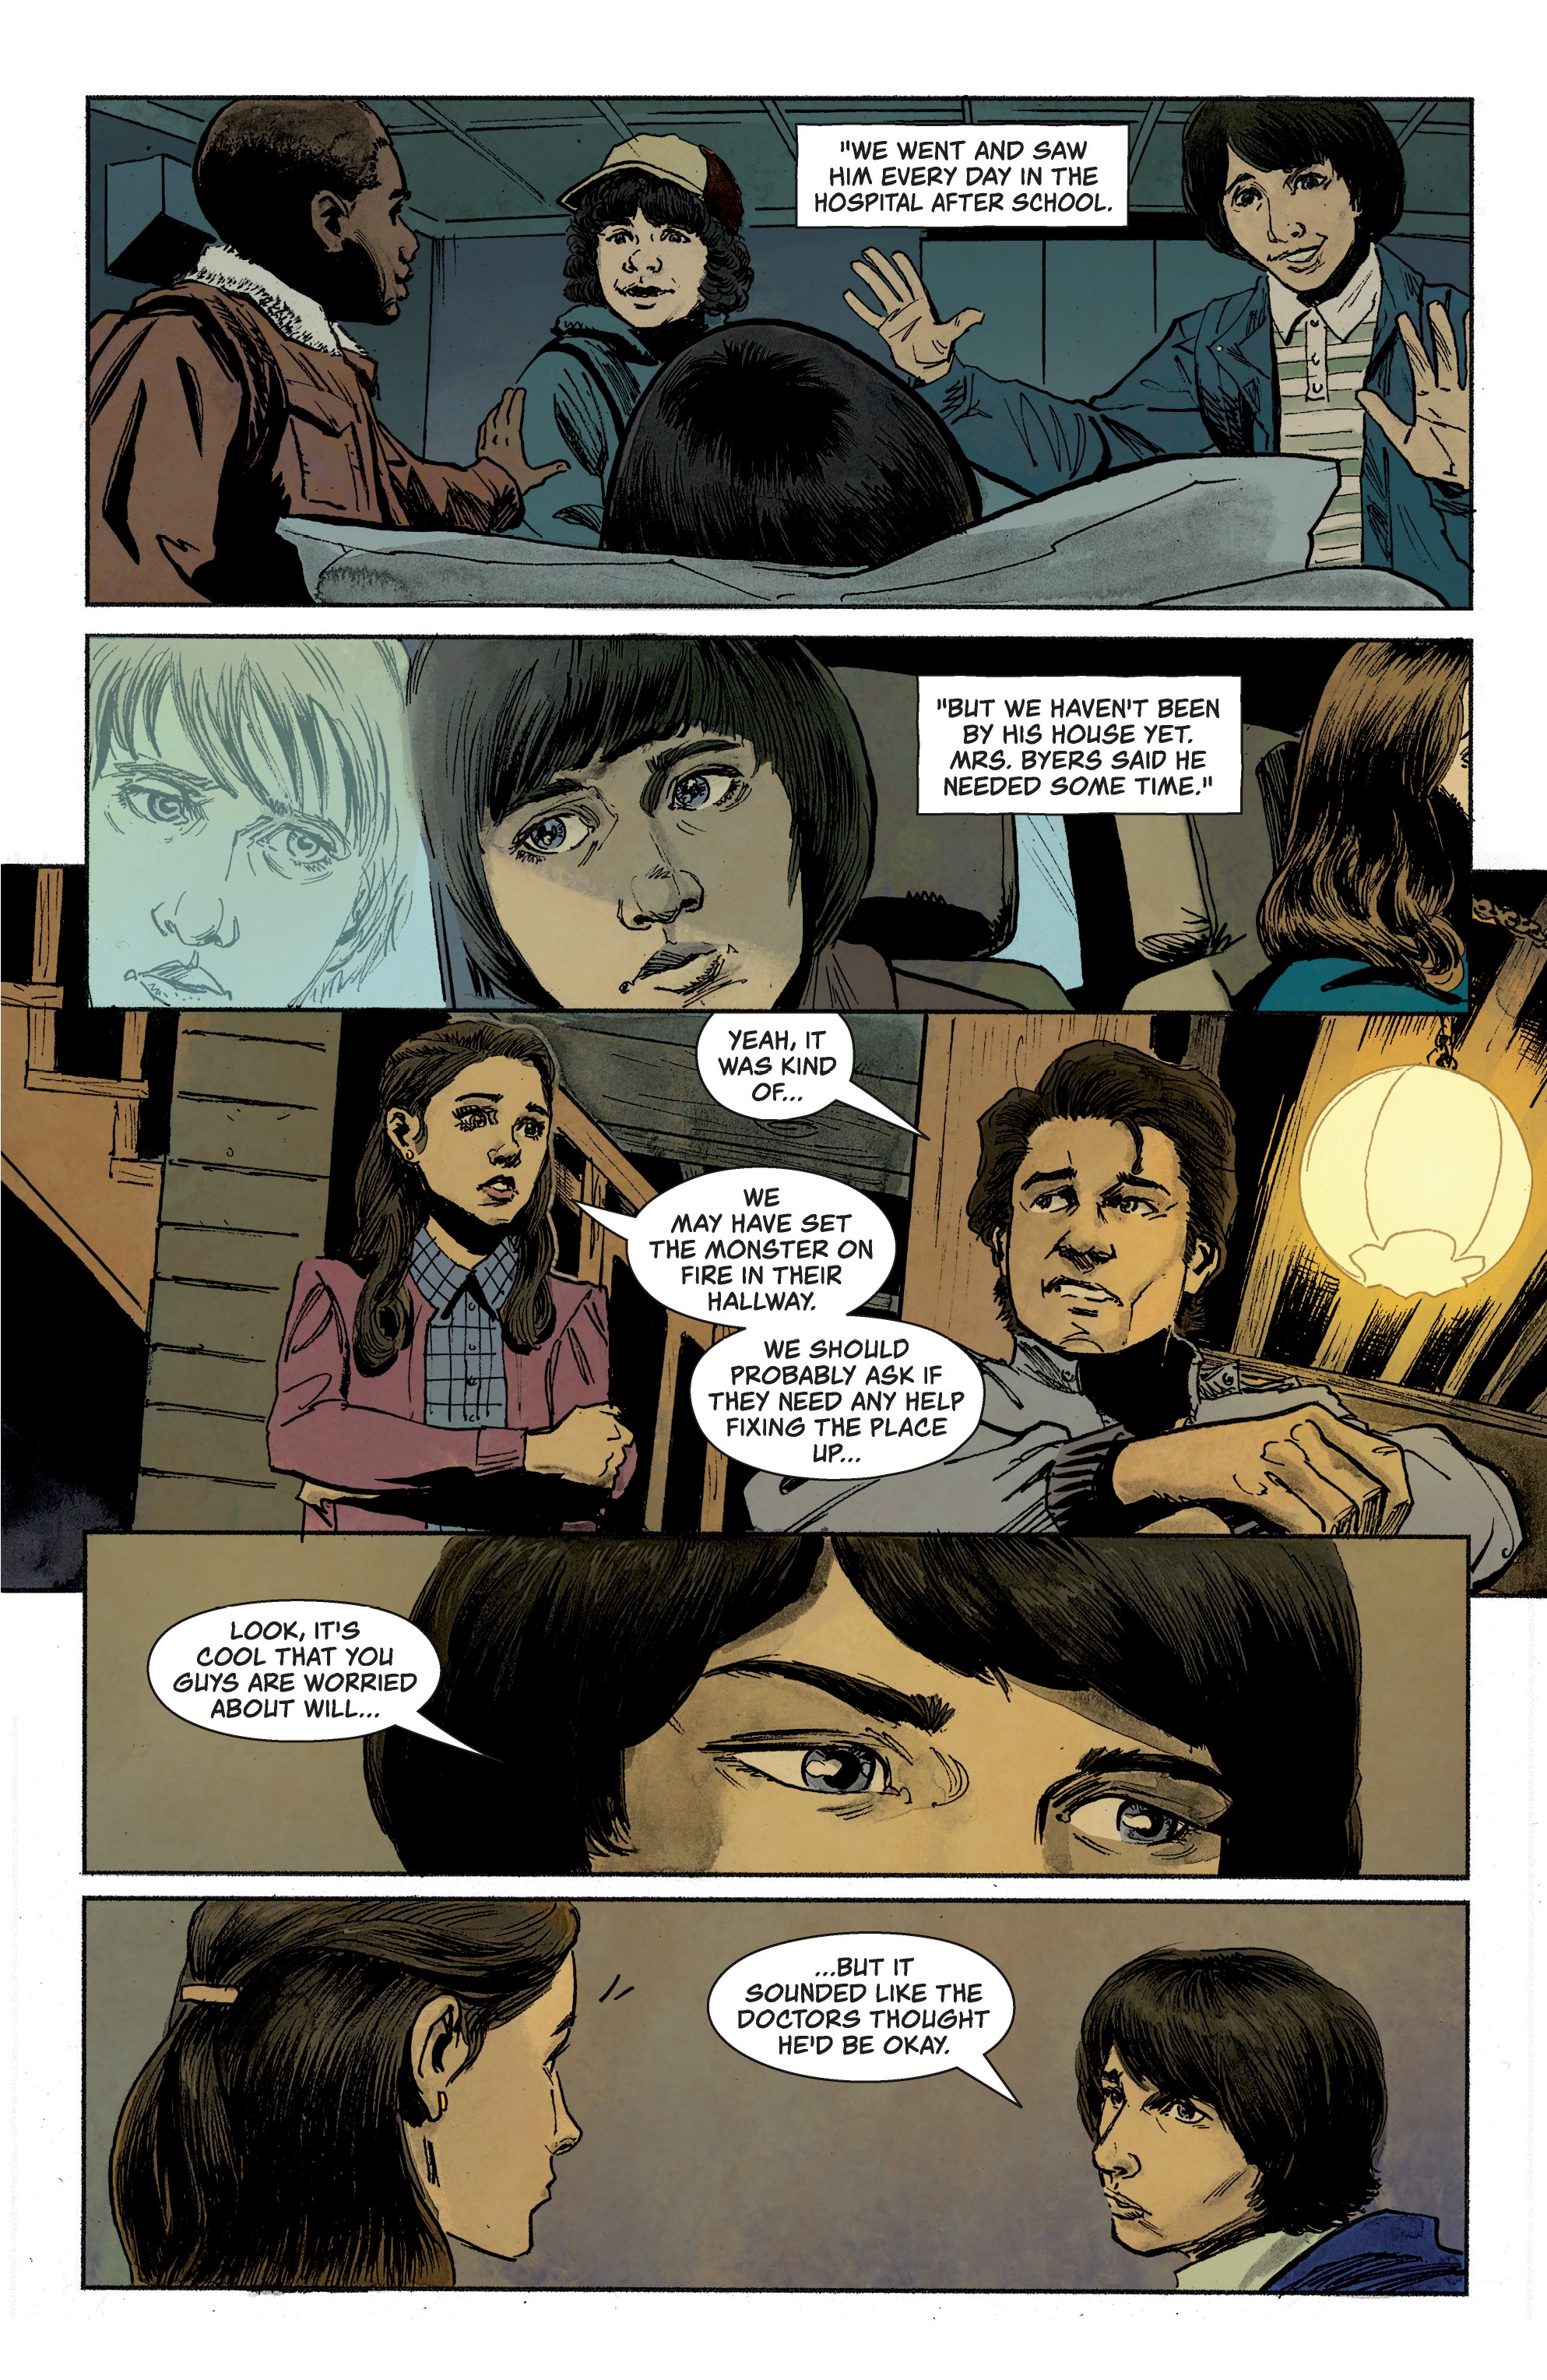 "WE WENT AND SAW
HIM EVERY DAY IN THE
HOSPITAL AFTER SCHOOL.
"BUT WE HAVEN'T BEEN
BY HIS HOUSE YET.
MRS. BYERS SAID HE
NEEDED SOME TIME."
YEAH, IT
WAS KIND
OF...
WE
MAY HAVE SET
THE MONSTER ON
FIRE IN THEIR
HALLWAY.
WE SHOULD
PROBABLY ASK IF
THEY NEED ANY HELP
FIXING THE PLACE
UP...
LOOK, IT'S
COOL THAT YOU
GUYS ARE WORRIED
ABOUT WILL...
...BUT IT
SOUNDED LIKE THE
DOCTORS THOUGHT
HE'D BE OKAY.